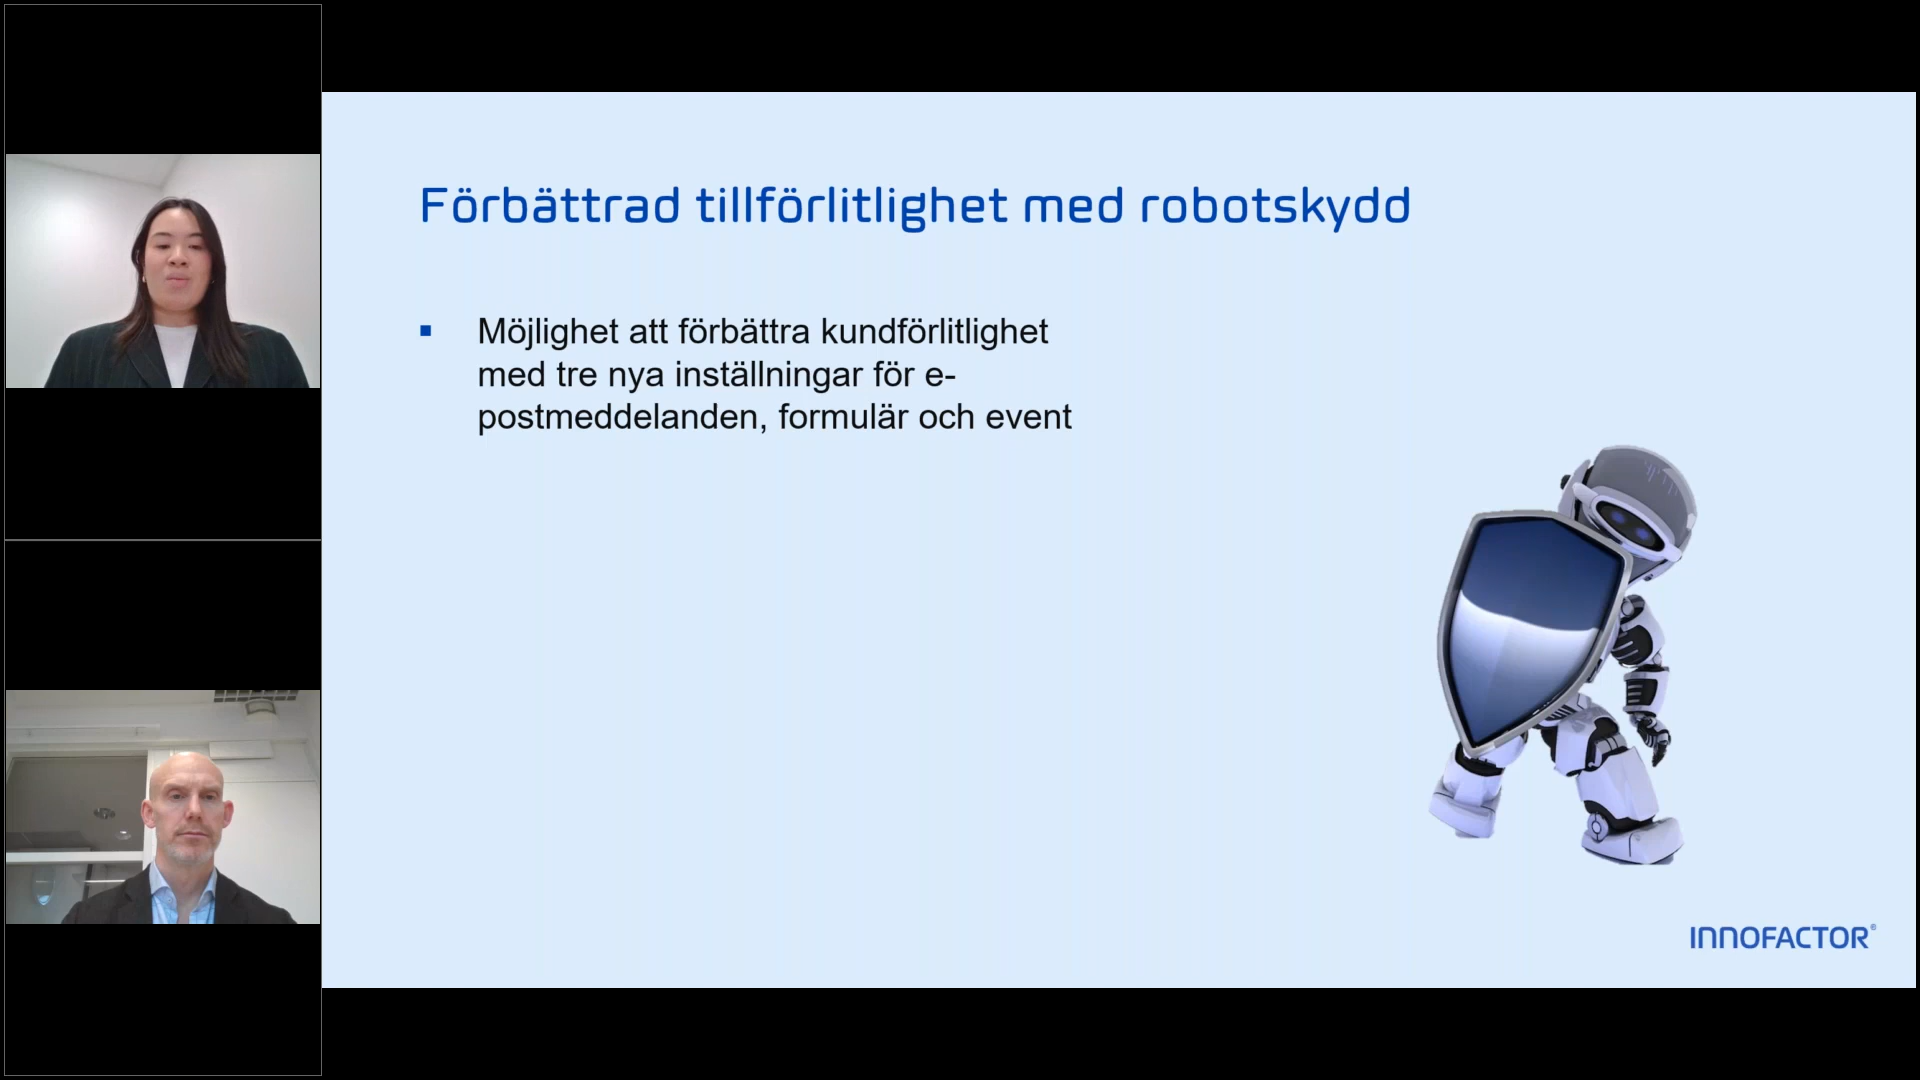 Förbättrad tillförlitlighet med robotskydd
▪ Möjlighet att förbättra kundförlitlighet
med tre nya inställningar för e-
postmeddelanden, formulär och event
INNOFACTOR®